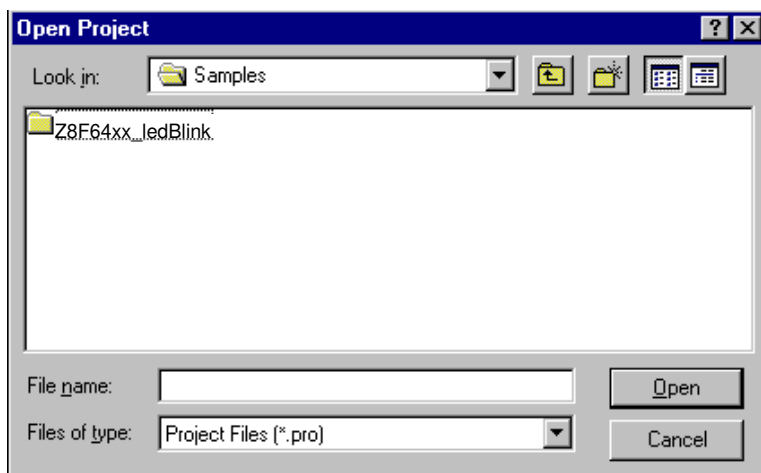 Open Project
Look in: Samples
Z8F64xx_ledBlink
File name: Open
Files of type: Project Files (*.pro) Cancel